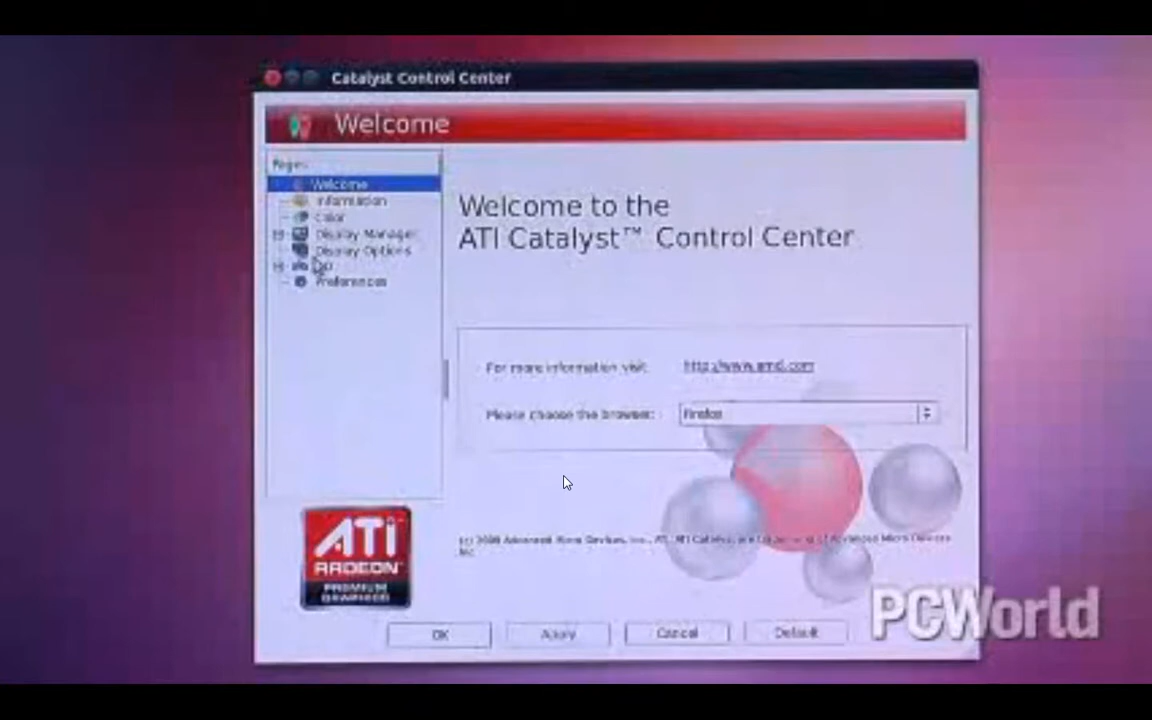 Catalyst Control Center
Welcome
Pages
Welcome
Information
Color
Display Manager
Display Options
Preferences
Welcome to the
ATI Catalyst™ Control Center
For more information visit:
http://www.amd.com
Please choose the browser:
Firefox
ATI
RADEON
PREMIUM
GRAPHICS
OK
Apply
Cancel
Default
PCWorld